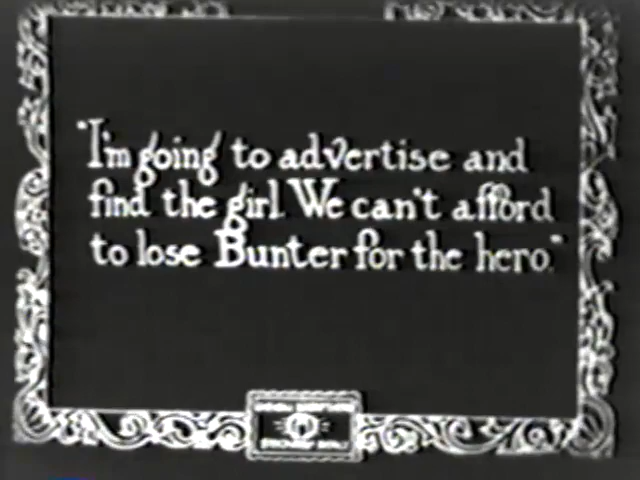 "I'm going to advertise and
find the girl. We can't afford
to lose Bunter for the hero."